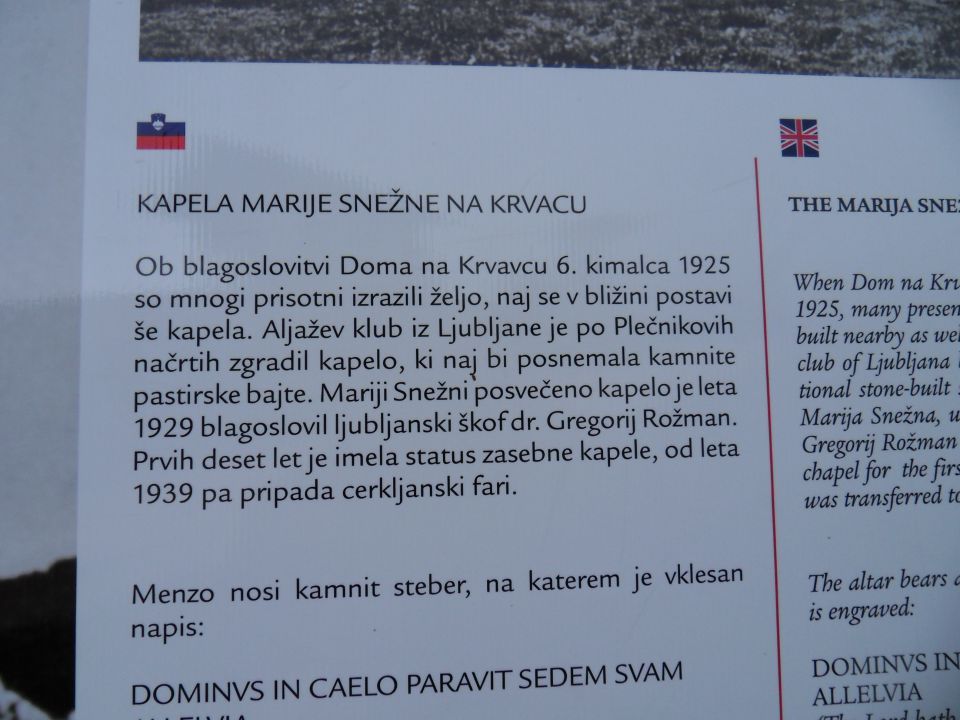 KAPELA MARIJE SNEŽNE NA KRVACU
Ob blagoslovitvi Doma na Krvavcu 6. kimalca 1925
so mnogi prisotni izrazili željo, naj se v bližini postavi
še kapela. Aljažev klub iz Ljubljane je po Plečnikovih
načrtih zgradil kapelo, ki naj bi posnemala kamnite
pastirske bajte. Mariji Snežni posvečeno kapelo je leta
1929 blagoslovil ljubljanski škof dr. Gregorij Rožman.
Prvih deset let je imela status zasebne kapele, od leta
1939 pa pripada cerkljanski fari.
Menzo nosi kamnit steber, na katerem je vklesan
napis:
DOMINVS IN CAELO PARAVIT SEDEM SVAM
ALLELVIA
THE MARIJA
When Dom na
1925, many
built nearby as
club of Ljubljana
tional stone-built
Marija Snežna,
Gregorij Rožman
chapel for the
was transferred
The altar bears
is engraved:
DOMINVS IN
ALLELVIA
"The Lord hath